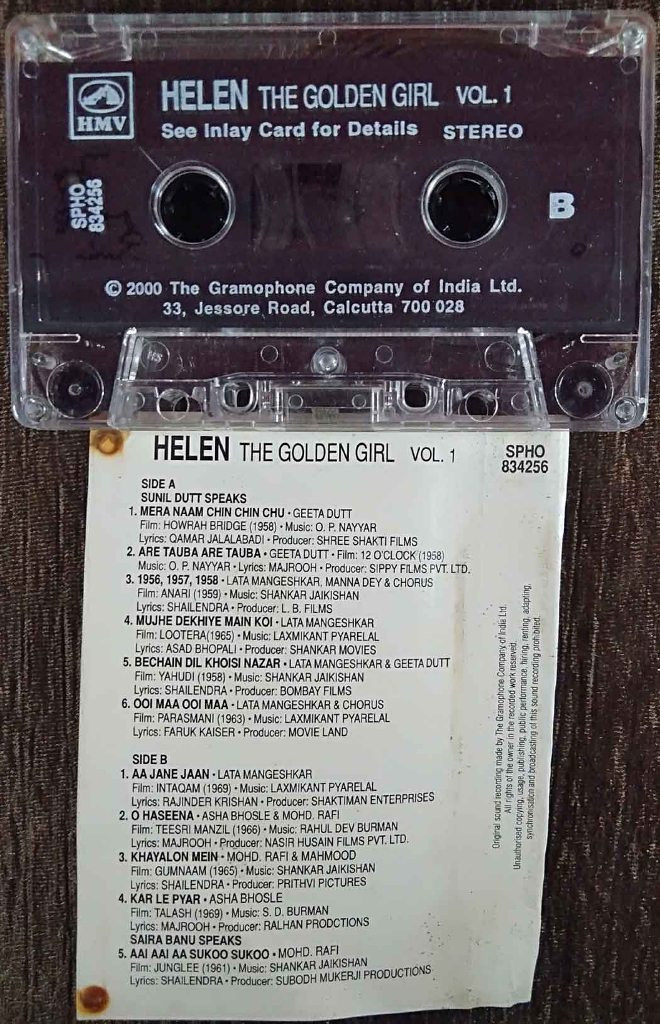 HMV
HELEN THE GOLDEN GIRL VOL. 1
See Inlay Card for Details STEREO
SPHO
834256
B
© 2000 The Gramophone Company of India Ltd.
33, Jessore Road, Calcutta 700 028
HELEN THE GOLDEN GIRL VOL. 1
SPHO
834256
SIDE A
SUNIL DUTT SPEAKS
1. MERA NAAM CHIN CHIN CHU • GEETA DUTT
Film: HOWRAH BRIDGE (1958) • Music: O. P. NAYYAR
Lyrics: QAMAR JALALABADI • Producer: SHREE SHAKTI FILMS
2. ARE TAUBA ARE TAUBA • GEETA DUTT • Film: 12 O'CLOCK (1958)
Music: O. P. NAYYAR • Lyrics: MAJROOH • Producer: SIPPY FILMS PVT. LTD.
3. 1956, 1957, 1958 • LATA MANGESHKAR, MANNA DEY & CHORUS
Film: ANARI (1959) • Music: SHANKAR JAIKISHAN
Lyrics: SHAILENDRA • Producer: L. B. FILMS
4. MUJHE DEKHIYE MAIN KOI • LATA MANGESHKAR
Film: LOOTERA(1965) • Music: LAXMIKANT PYARELAL
Lyrics: ASAD BHOPALI • Producer: SHANKAR MOVIES
5. BECHAIN DIL KHOISI NAZAR • LATA MANGESHKAR & GEETA DUTT
Film: YAHUDI (1958) • Music: SHANKAR JAIKISHAN
Lyrics: SHAILENDRA • Producer: BOMBAY FILMS
6. OOI MAA OOI MAA • LATA MANGESHKAR & CHORUS
Film: PARASMANI (1963) • Music: LAXMIKANT PYARELAL
Lyrics: FARUK KAISER • Producer: MOVIE LAND
SIDE B
1. AA JANE JAAN • LATA MANGESHKAR
Film: INTAQAM (1969) • Music: LAXMIKANT PYARELAL
Lyrics: RAJINDER KRISHAN • Producer: SHAKTIMAN ENTERPRISES
2. O HASEENA • ASHA BHOSLE & MOHD. RAFI
Film: TEESRI MANZIL (1966) • Music: RAHUL DEV BURMAN
Lyrics: MAJROOH • Producer: NASIR HUSAIN FILMS PVT. LTD.
3. KHAYALON MEIN • MOHD. RAFI & MAHMOOD
Film: GUMNAAM (1965) • Music: SHANKAR JAIKISHAN
Lyrics: SHAILENDRA • Producer: PRITHVI PICTURES
4. KAR LE PYAR • ASHA BHOSLE
Film: TALASH (1969) • Music: S. D. BURMAN
Lyrics: MAJROOH • Producer: RALHAN PRODCTIONS
SAIRA BANU SPEAKS
5. AAI AAI AA SUKOO SUKOO • MOHD. RAFI
Film: JUNGLEE (1961) • Music: SHANKAR JAIKISHAN
Lyrics: SHAILENDRA • Producer: SUBODH MUKERJI PRODUCTIONS
Original sound recording made by The Gramophone Company of India Ltd.
All rights of the owner in the recorded work reserved.
Unauthorised copying, usage, publishing, public performance, hiring, renting, adapting,
synchronisation and broadcasting of this sound recording prohibited.